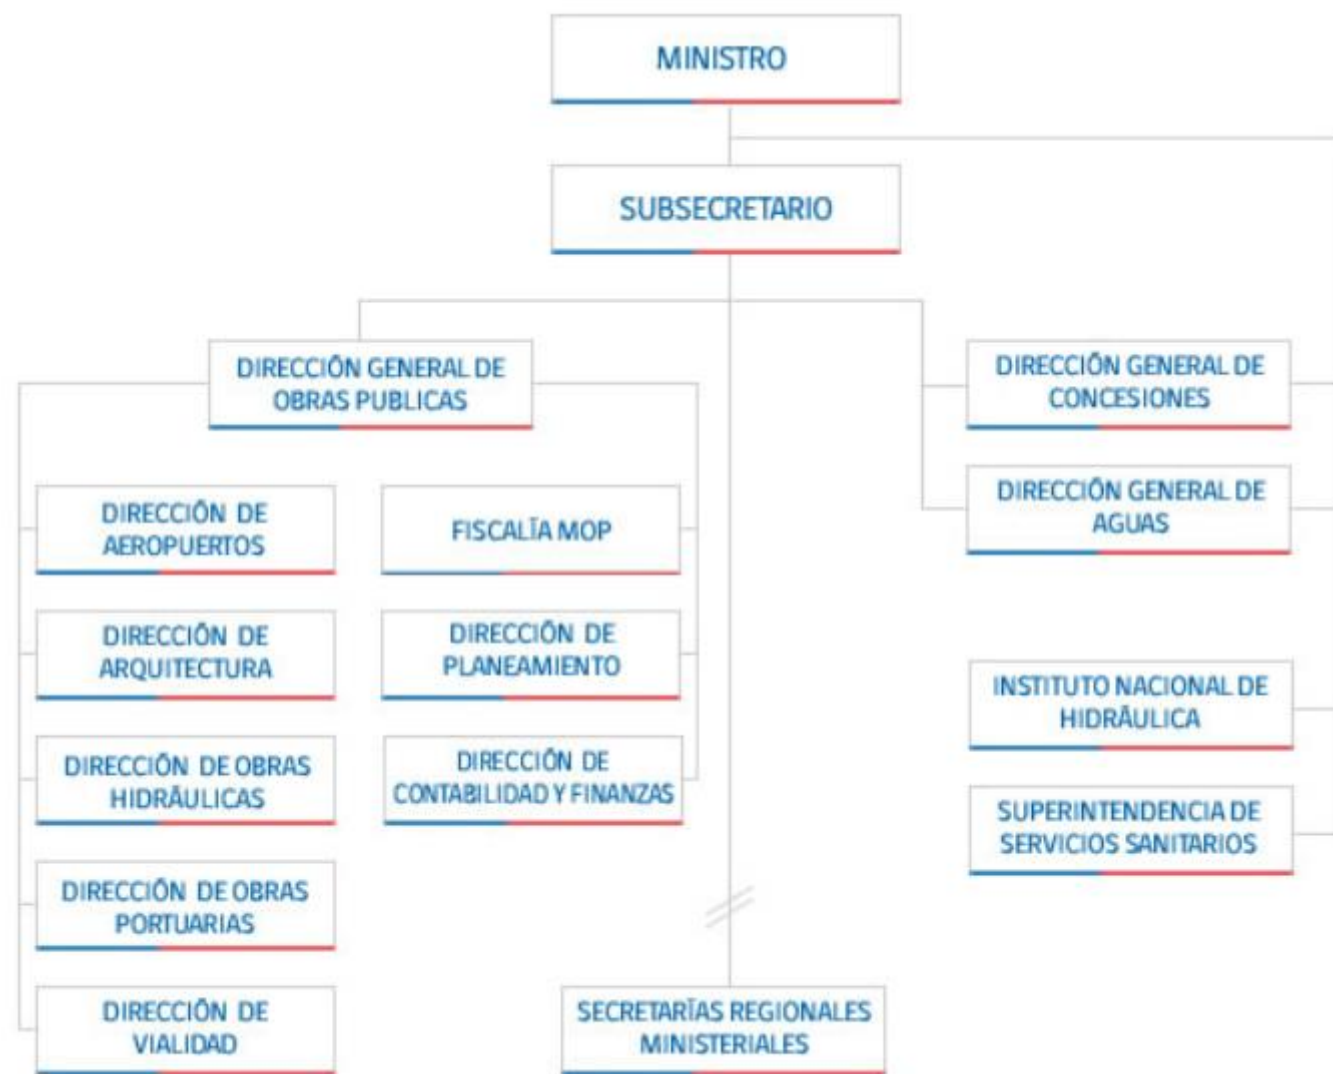 MINISTRO
SUBSECRETARIO
DIRECCIÓN GENERAL DE
OBRAS PUBLICAS
DIRECCIÓN GENERAL DE
CONCESIONES
DIRECCIÓN GENERAL DE
AGUAS
DIRECCIÓN DE
AEROPUERTOS
FISCALÍA MOP
DIRECCIÓN DE
ARQUITECTURA
DIRECCIÓN DE
PLANEAMIENTO
INSTITUTO NACIONAL DE
HIDRÁULICA
DIRECCIÓN DE OBRAS
HIDRÁULICAS
DIRECCIÓN DE
CONTABILIDAD Y FINANZAS
SUPERINTENDENCIA DE
SERVICIOS SANITARIOS
DIRECCIÓN DE OBRAS
PORTUARIAS
DIRECCIÓN DE
VIALIDAD
SECRETARÍAS REGIONALES
MINISTERIALES